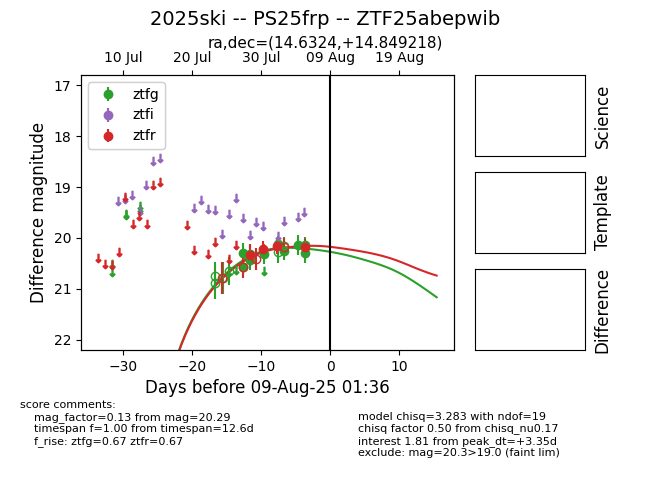 2025ski -- PS25frp -- ZTF25abepwib
ra,dec=(14.6324,+14.849218)
10 Jul 20 Jul 30 Jul 09 Aug 19 Aug
17
18
19
20
21
22
Difference magnitude
ztfg
ztfi
ztfr
−30 −20 −10 0 10
Days before 09-Aug-25 01:36
Science
Template
Difference
score comments:
mag_factor=0.13 from mag=20.29
timespan f=1.00 from timespan=12.6d
f_rise: ztfg=0.67 ztfr=0.67
model chisq=3.283 with ndof=19
chisq factor 0.50 from chisq_nu0.17
interest 1.81 from peak_dt=+3.35d
exclude: mag=20.3>19.0 (faint lim)